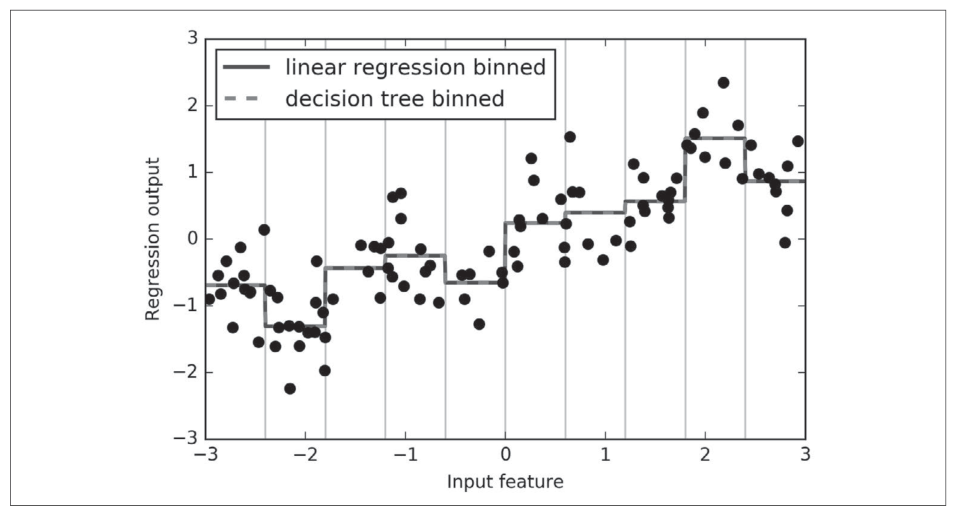 3
linear regression binned
decision tree binned
2
1
0
−1
−2
−3
Regression output
−3 −2 −1 0 1 2 3
Input feature